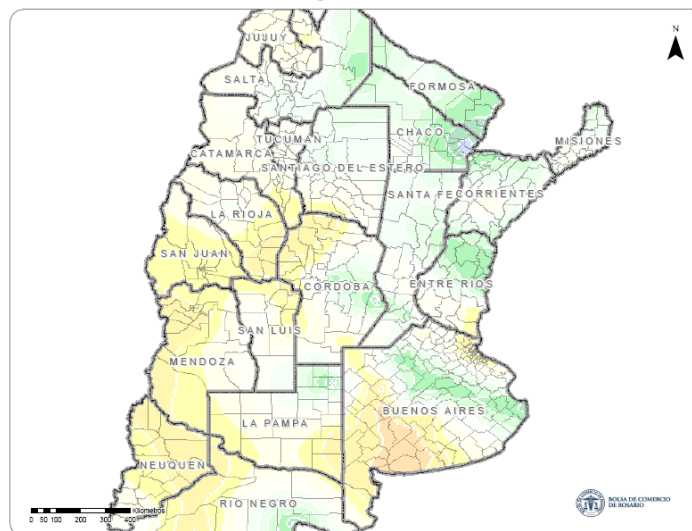 N
JUJUY
SALTA
FORMOSA
CHACO
MISIONES
TUCUMAN
CATAMARCA
SANTIAGO DEL ESTERO
SANTA FE
CORRIENTES
LA RIOJA
SAN JUAN
CORDOBA
ENTRE RIOS
SAN LUIS
MENDOZA
BUENOS AIRES
LA PAMPA
NEUQUEN
RIO NEGRO
0 50 100 200 300 400
Kilometros
BOLSA DE COMERCIO
DE ROSARIO